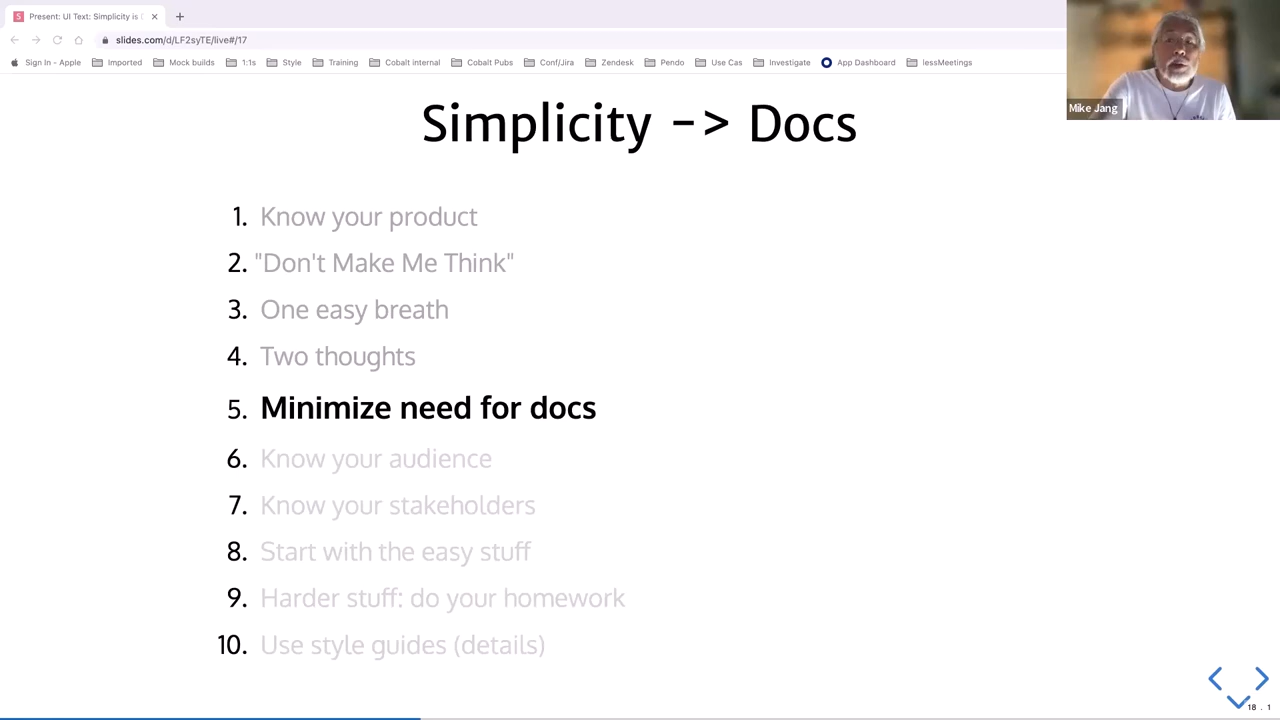 Present: UI Text: Simplicity is
slides.com/d/LF2syTE/live#/17
Sign In - Apple Imported Mock builds 1:1s Style Training Cobalt internal Cobalt Pubs Conf/Jira Zendesk Pendo Use Cas Investigate App Dashboard lessMeetings
Mike Jang
Simplicity -> Docs
1. Know your product
2. "Don't Make Me Think"
3. One easy breath
4. Two thoughts
5. Minimize need for docs
6. Know your audience
7. Know your stakeholders
8. Start with the easy stuff
9. Harder stuff: do your homework
10. Use style guides (details)
18 . 1